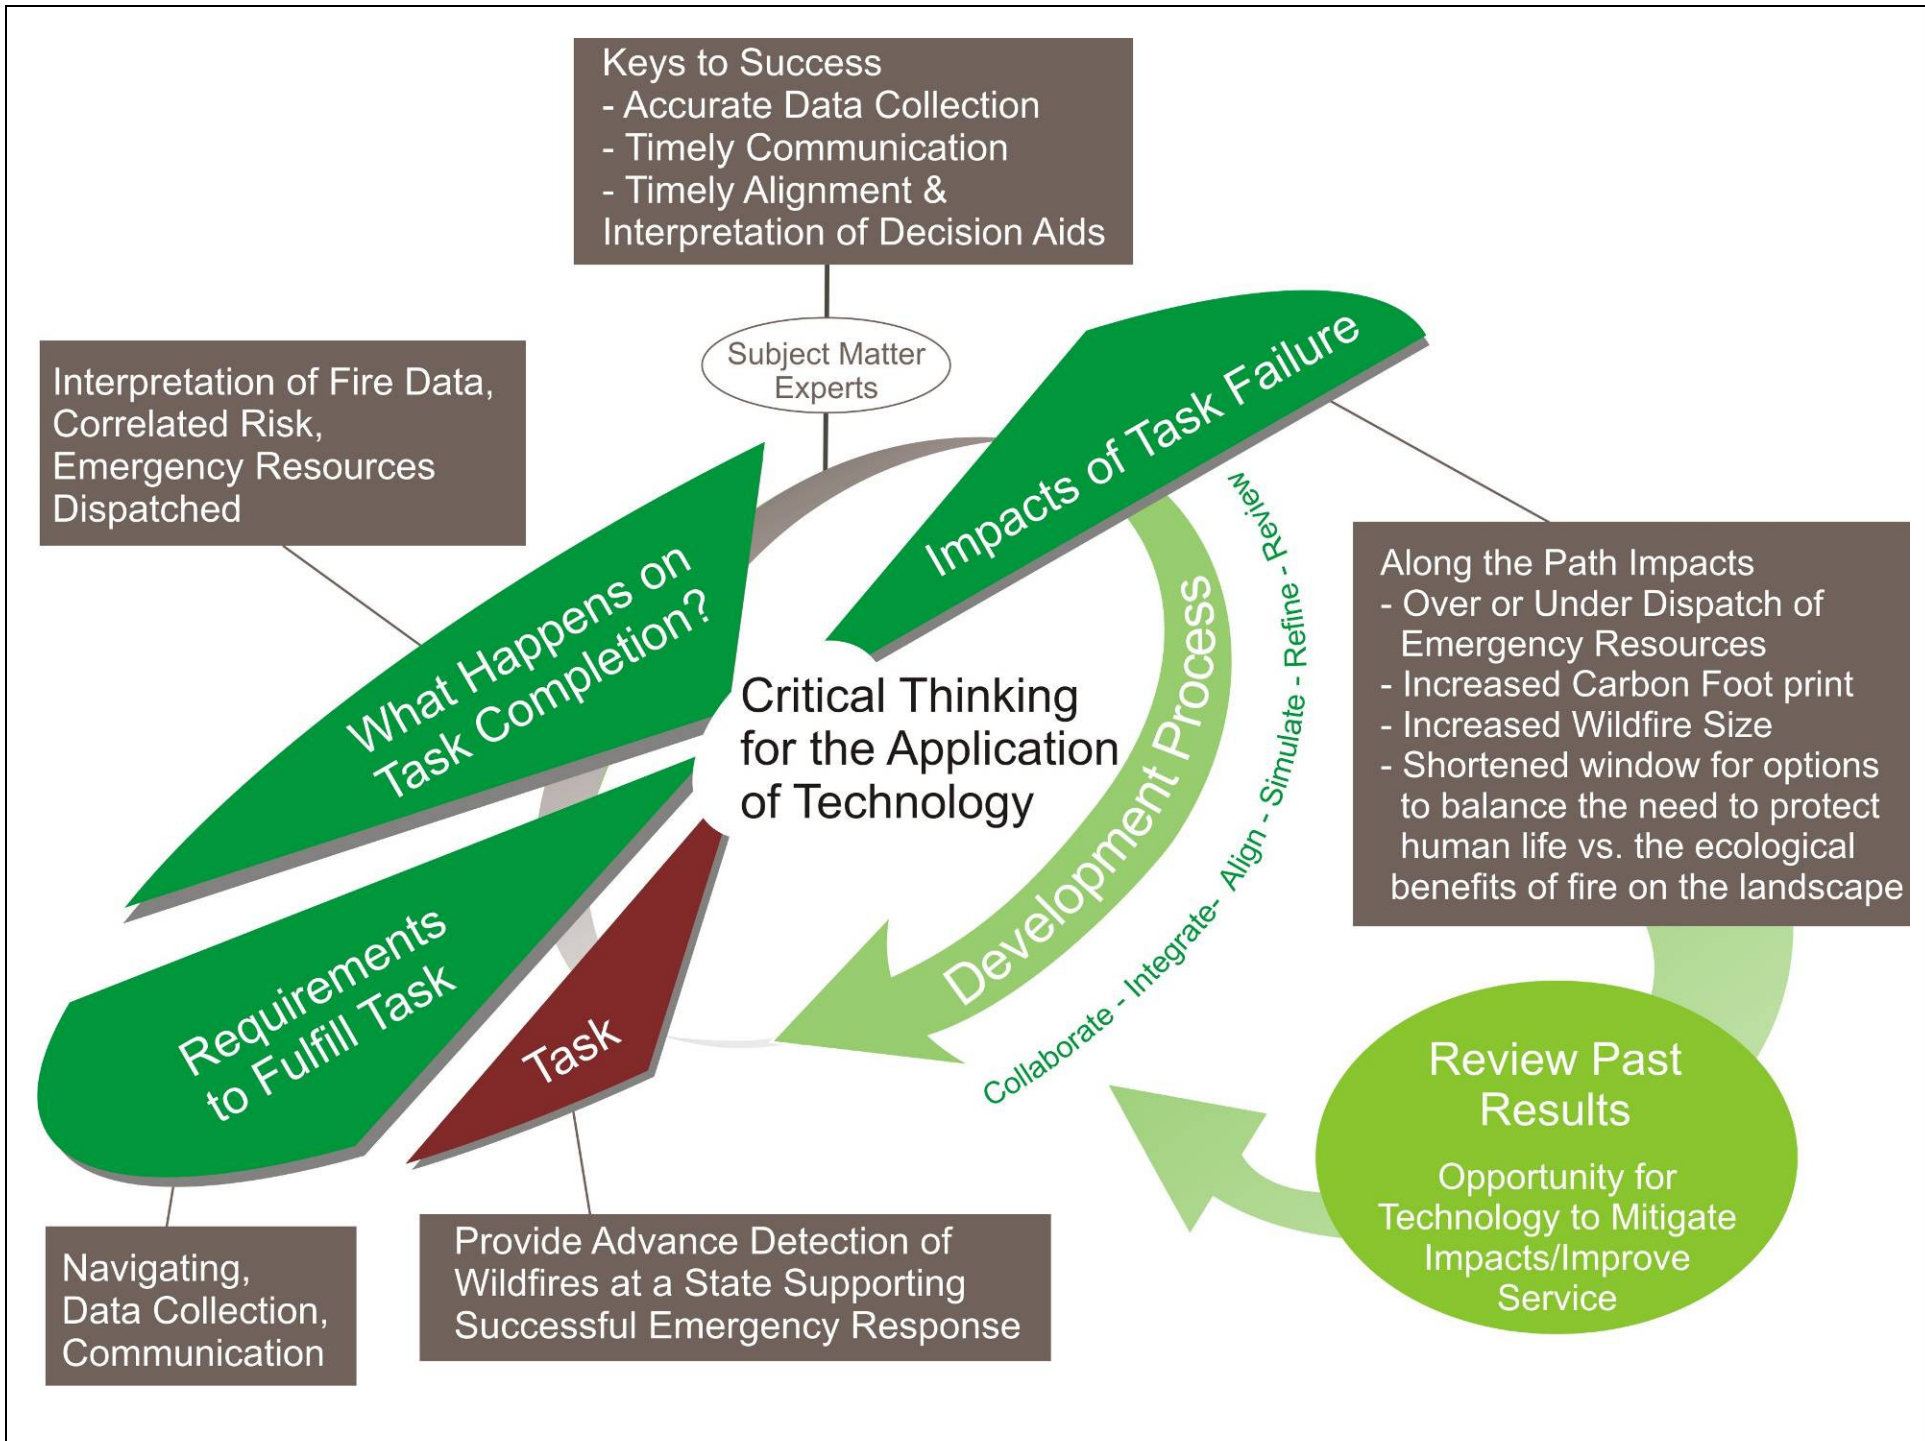 Keys to Success
- Accurate Data Collection
- Timely Communication
- Timely Alignment &
Interpretation of Decision Aids
Subject Matter
Experts
Interpretation of Fire Data,
Correlated Risk,
Emergency Resources
Dispatched
What Happens on
Task Completion?
Impacts of Task Failure
Critical Thinking
for the Application
of Technology
Development Process
Collaborate - Integrate- Align - Simulate - Refine - Review
Along the Path Impacts
- Over or Under Dispatch of
Emergency Resources
- Increased Carbon Foot print
- Increased Wildfire Size
- Shortened window for options
to balance the need to protect
human life vs. the ecological
benefits of fire on the landscape
Requirements
to Fulfill Task
Task
Review Past
Results
Opportunity for
Technology to Mitigate
Impacts/Improve
Service
Navigating,
Data Collection,
Communication
Provide Advance Detection of
Wildfires at a State Supporting
Successful Emergency Response